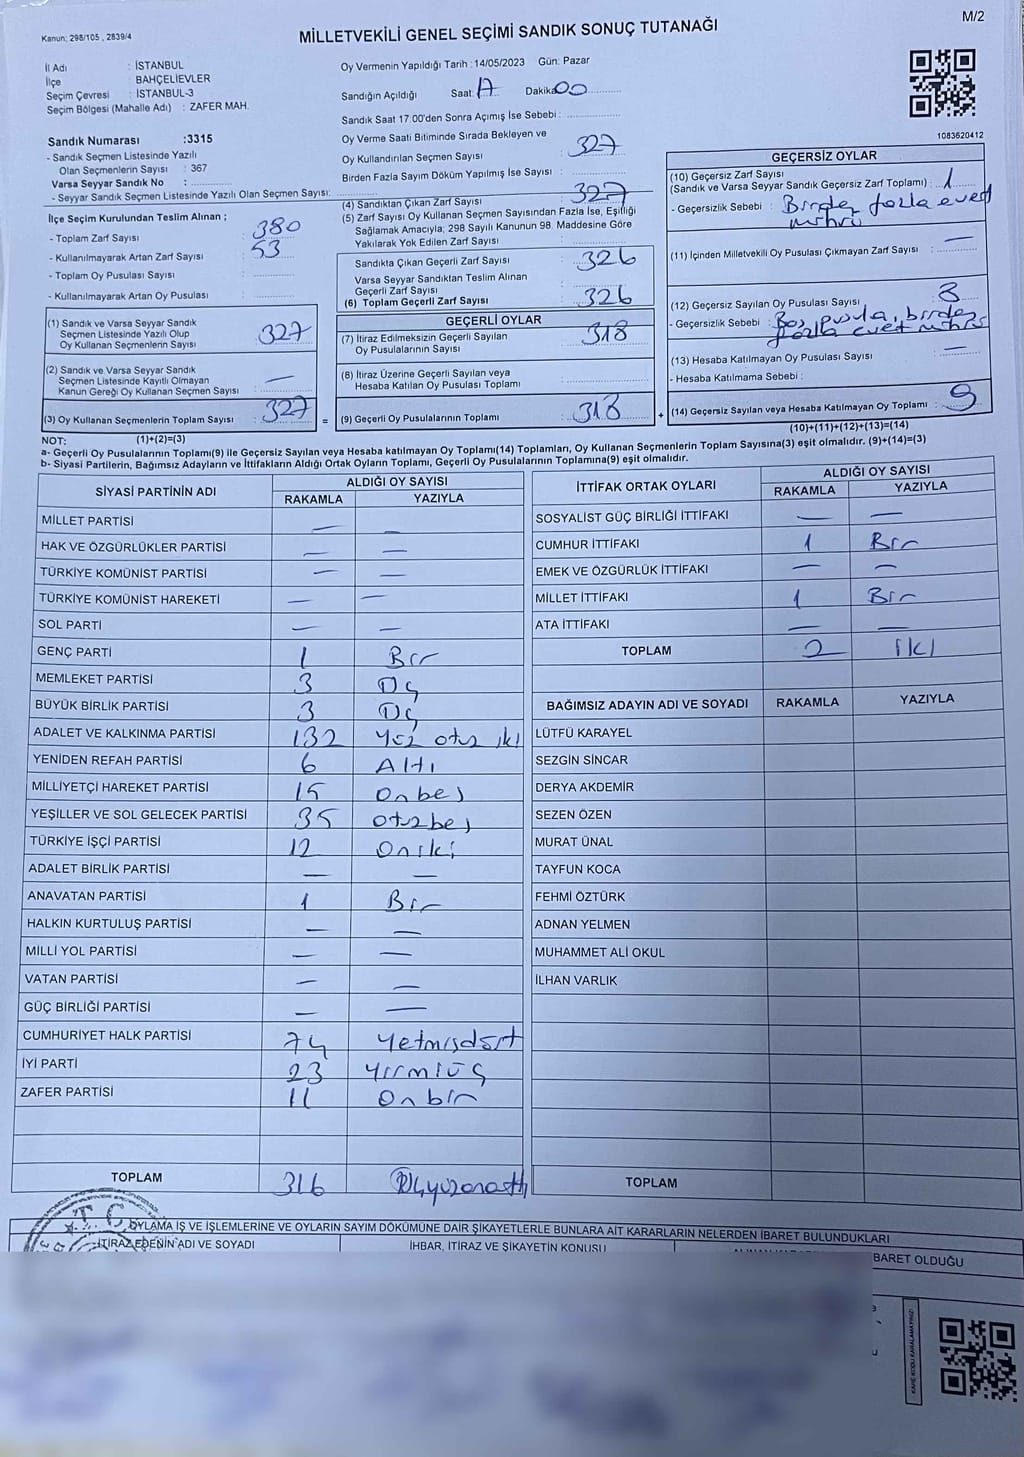 M/2
Kanun: 298/105 , 2839/4
MİLLETVEKİLİ GENEL SEÇİMİ SANDIK SONUÇ TUTANAĞI
İl Adı : İSTANBUL
İlçe : BAHÇELİEVLER
Seçim Çevresi : İSTANBUL-3
Seçim Bölgesi (Mahalle Adı) : ZAFER MAH.
Sandık Numarası :3315
- Sandık Seçmen Listesinde Yazılı
Olan Seçmenlerin Sayısı : 367
Varsa Seyyar Sandık No :
- Seyyar Sandık Seçmen Listesinde Yazılı Olan Seçmen Sayısı:
İlçe Seçim Kurulundan Teslim Alınan ;
- Toplam Zarf Sayısı : 380
- Kullanılmayarak Artan Zarf Sayısı : 53
- Toplam Oy Pusulası Sayısı :
- Kullanılmayarak Artan Oy Pusulası :
(1) Sandık ve Varsa Seyyar Sandık
Seçmen Listesinde Yazılı Olup
Oy Kullanan Seçmenlerin Sayısı : 327
(2) Sandık ve Varsa Seyyar Sandık
Seçmen Listesinde Kayıtlı Olmayan
Kanun Gereği Oy Kullanan Seçmen Sayısı : —
(3) Oy Kullanan Seçmenlerin Toplam Sayısı : 327
Oy Vermenin Yapıldığı Tarih :14/05/2023 Gün: Pazar
Sandığın Açıldığı Saat: 17 Dakika: 00
Sandık Saat 17.00'den Sonra Açımış İse Sebebi :
Oy Verme Saati Bitiminde Sırada Bekleyen ve
Oy Kullandırılan Seçmen Sayısı : 327
Birden Fazla Sayım Döküm Yapılmış İse Sayısı :
(4) Sandıktan Çıkan Zarf Sayısı : 327
(5) Zarf Sayısı Oy Kullanan Seçmen Sayısından Fazla İse, Eşitliği
Sağlamak Amacıyla; 298 Sayılı Kanunun 98. Maddesine Göre
Yakılarak Yok Edilen Zarf Sayısı :
Sandıkta Çıkan Geçerli Zarf Sayısı : 326
Varsa Seyyar Sandıktan Teslim Alınan
Geçerli Zarf Sayısı
(6) Toplam Geçerli Zarf Sayısı : 326
GEÇERLİ OYLAR
(7) İtiraz Edilmeksizin Geçerli Sayılan
Oy Pusulalarının Sayısı : 318
(8) İtiraz Üzerine Geçerli Sayılan veya
Hesaba Katılan Oy Pusulası Toplamı :
= (9) Geçerli Oy Pusulalarının Toplamı : 318 +
1083620412
GEÇERSİZ OYLAR
(10) Geçersiz Zarf Sayısı
(Sandık ve Varsa Seyyar Sandık Geçersiz Zarf Toplamı) : 1
- Geçersizlik Sebebi : Birden fazla evet
mührü
(11) İçinden Milletvekili Oy Pusulası Çıkmayan Zarf Sayısı : —
(12) Geçersiz Sayılan Oy Pusulası Sayısı : 8
- Geçersizlik Sebebi : Boş pusula, birden
fazla evet mührü
(13) Hesaba Katılmayan Oy Pusulası Sayısı : —
- Hesaba Katılmama Sebebi :
(14) Geçersiz Sayılan veya Hesaba Katılmayan Oy Toplamı : 9
NOT: (1)+(2)=(3) (10)+(11)+(12)+(13)=(14)
a- Geçerli Oy Pusulalarının Toplamı(9) ile Geçersiz Sayılan veya Hesaba katılmayan Oy Toplamı(14) Toplamları, Oy Kullanan Seçmenlerin Toplam Sayısına(3) eşit olmalıdır. (9)+(14)=(3)
b- Siyasi Partilerin, Bağımsız Adayların ve İttifakların Aldığı Ortak Oyların Toplamı, Geçerli Oy Pusulalarının Toplamına(9) eşit olmalıdır.
SİYASİ PARTİNİN ADI ALDIĞI OY SAYISI
RAKAMLA YAZIYLA
MİLLET PARTİSİ — —
HAK VE ÖZGÜRLÜKLER PARTİSİ — —
TÜRKİYE KOMÜNİST PARTİSİ — —
TÜRKİYE KOMÜNİST HAREKETİ — —
SOL PARTİ — —
GENÇ PARTİ 1 Bir
MEMLEKET PARTİSİ 3 Üç
BÜYÜK BİRLİK PARTİSİ 3 Üç
ADALET VE KALKINMA PARTİSİ 132 Yüz otuz iki
YENİDEN REFAH PARTİSİ 6 Altı
MİLLİYETÇİ HAREKET PARTİSİ 15 Onbeş
YEŞİLLER VE SOL GELECEK PARTİSİ 35 Otuzbeş
TÜRKİYE İŞÇİ PARTİSİ 12 Oniki
ADALET BİRLİK PARTİSİ — —
ANAVATAN PARTİSİ 1 Bir
HALKIN KURTULUŞ PARTİSİ — —
MİLLİ YOL PARTİSİ — —
VATAN PARTİSİ — —
GÜÇ BİRLİĞİ PARTİSİ — —
CUMHURİYET HALK PARTİSİ 74 Yetmişdört
İYİ PARTİ 23 Yirmiüç
ZAFER PARTİSİ 11 Onbir
TOPLAM 316 Üçyüzonaltı
İTTİFAK ORTAK OYLARI ALDIĞI OY SAYISI
RAKAMLA YAZIYLA
SOSYALİST GÜÇ BİRLİĞİ İTTİFAKI — —
CUMHUR İTTİFAKI 1 Bir
EMEK VE ÖZGÜRLÜK İTTİFAKI — —
MİLLET İTTİFAKI 1 Bir
ATA İTTİFAKI — —
TOPLAM 2 iki
BAĞIMSIZ ADAYIN ADI VE SOYADI RAKAMLA YAZIYLA
LÜTFÜ KARAYEL
SEZGİN SİNCAR
DERYA AKDEMİR
SEZEN ÖZEN
MURAT ÜNAL
TAYFUN KOCA
FEHMİ ÖZTÜRK
ADNAN YELMEN
MUHAMMET ALİ OKUL
İLHAN VARLIK
TOPLAM
T.C.
OYLAMA İŞ VE İŞLEMLERİNE VE OYLARIN SAYIM DÖKÜMÜNE DAİR ŞİKAYETLERLE BUNLARA AİT KARARLARIN NELERDEN İBARET BULUNDUKLARI
İTİRAZ EDENİN ADI VE SOYADI İHBAR, İTİRAZ VE ŞİKAYETİN KONUSU BARET OLDUĞU